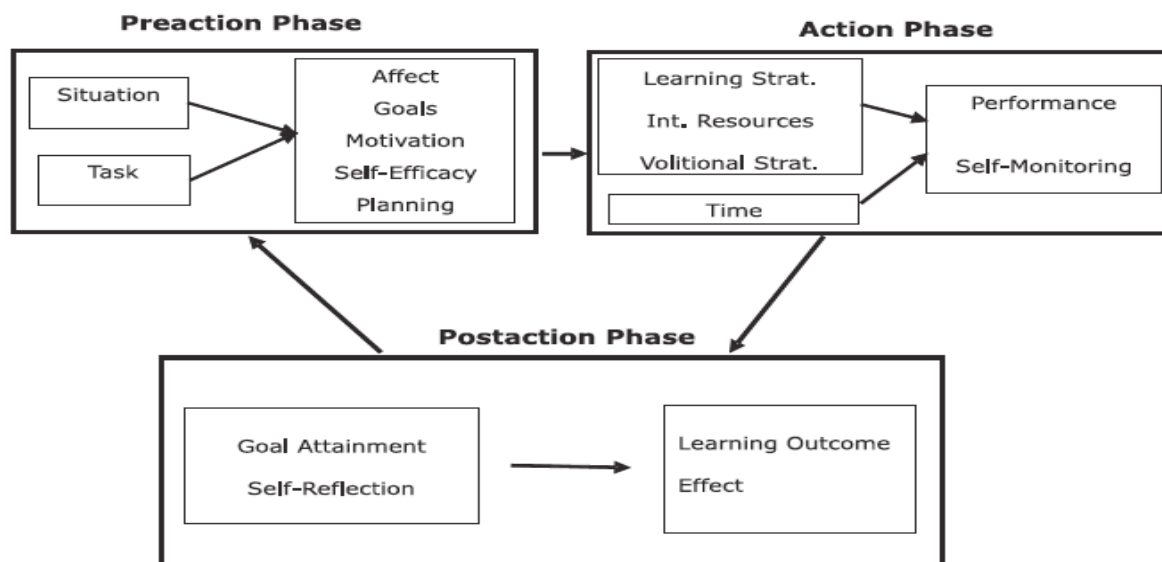 Preaction Phase
Situation
Task
Affect
Goals
Motivation
Self-Efficacy
Planning
Action Phase
Learning Strat.
Int. Resources
Volitional Strat.
Time
Performance
Self-Monitoring
Postaction Phase
Goal Attainment
Self-Reflection
Learning Outcome
Effect